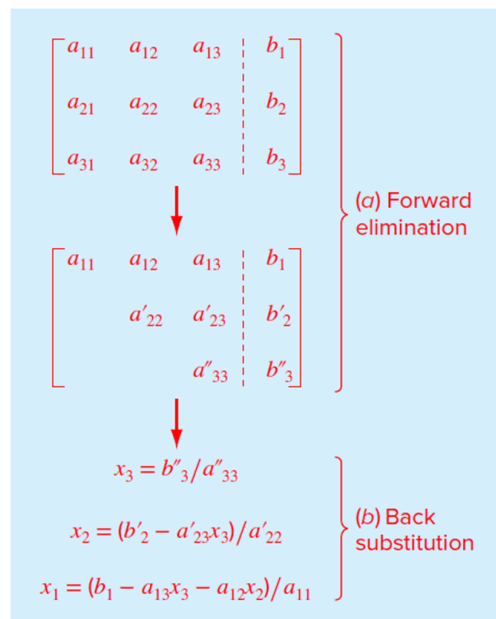 a₁₁ a₁₂ a₁₃ b₁
a₂₁ a₂₂ a₂₃ b₂
a₃₁ a₃₂ a₃₃ b₃
(a) Forward
elimination
a₁₁ a₁₂ a₁₃ b₁
a′₂₂ a′₂₃ b′₂
a″₃₃ b″₃
x₃ = b″₃/a″₃₃
x₂ = (b′₂ − a′₂₃x₃)/a′₂₂
x₁ = (b₁ − a₁₃x₃ − a₁₂x₂)/a₁₁
(b) Back
substitution